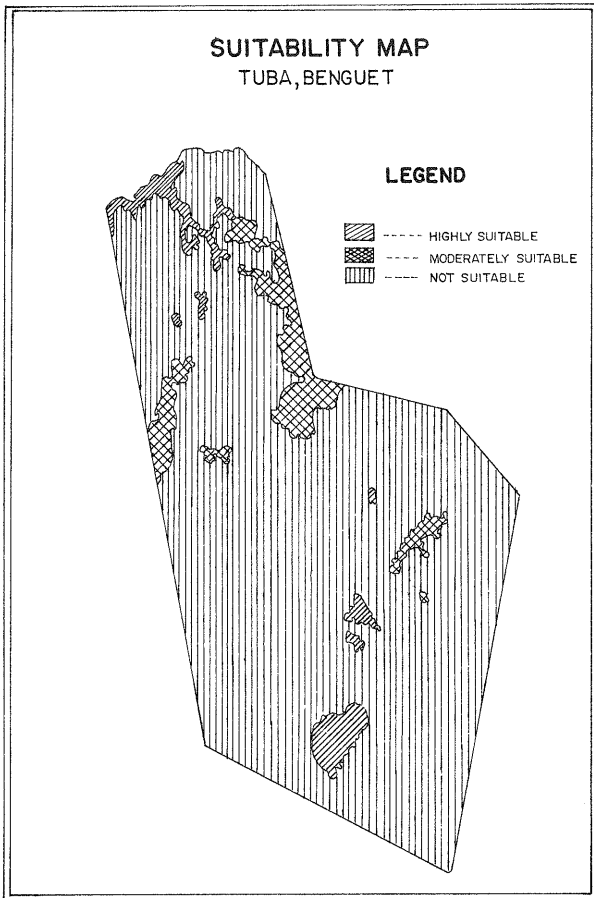 SUITABILITY MAP
TUBA, BENGUET
LEGEND
HIGHLY SUITABLE
MODERATELY SUITABLE
NOT SUITABLE